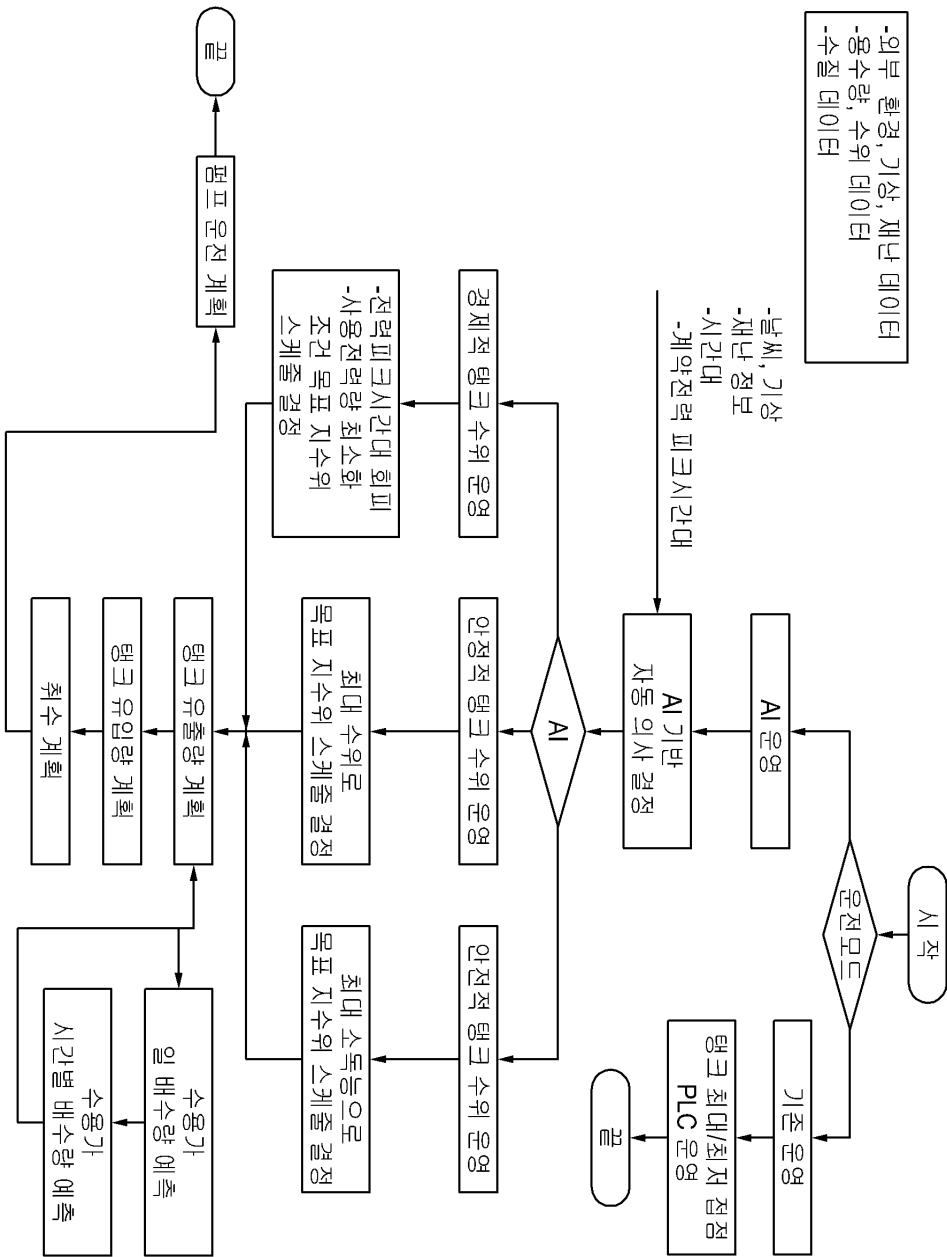 시 작
운전모드
AI 운영
기존 운영
AI 기반
자동 의사 결정
탱크 최대/최저 접점
PLC 운영
끝
-외부 환경,기상,재난 데이터
-용수량, 수위 데이터
-수질 데이터
-날씨,기상
-재난 정보
-시간대
-계약전력 피크시간대
AI
경제적 탱크 수위 운영
안정적 탱크 수위 운영
안전적 탱크 수위 운영
-전력피크시간대 회피
-사용전력량 최소화
조건 목표 지수위
스케줄 결정
최대 수위로
목표 지수위 스케줄 결정
최대 소독능으로
목표 지수위 스케줄 결정
탱크 유출량 계획
탱크 유입량 계획
취수 계획
수용가
일 배수량 예측
수용가
시간별 배수량 예측
펌프 운전 계획
끝